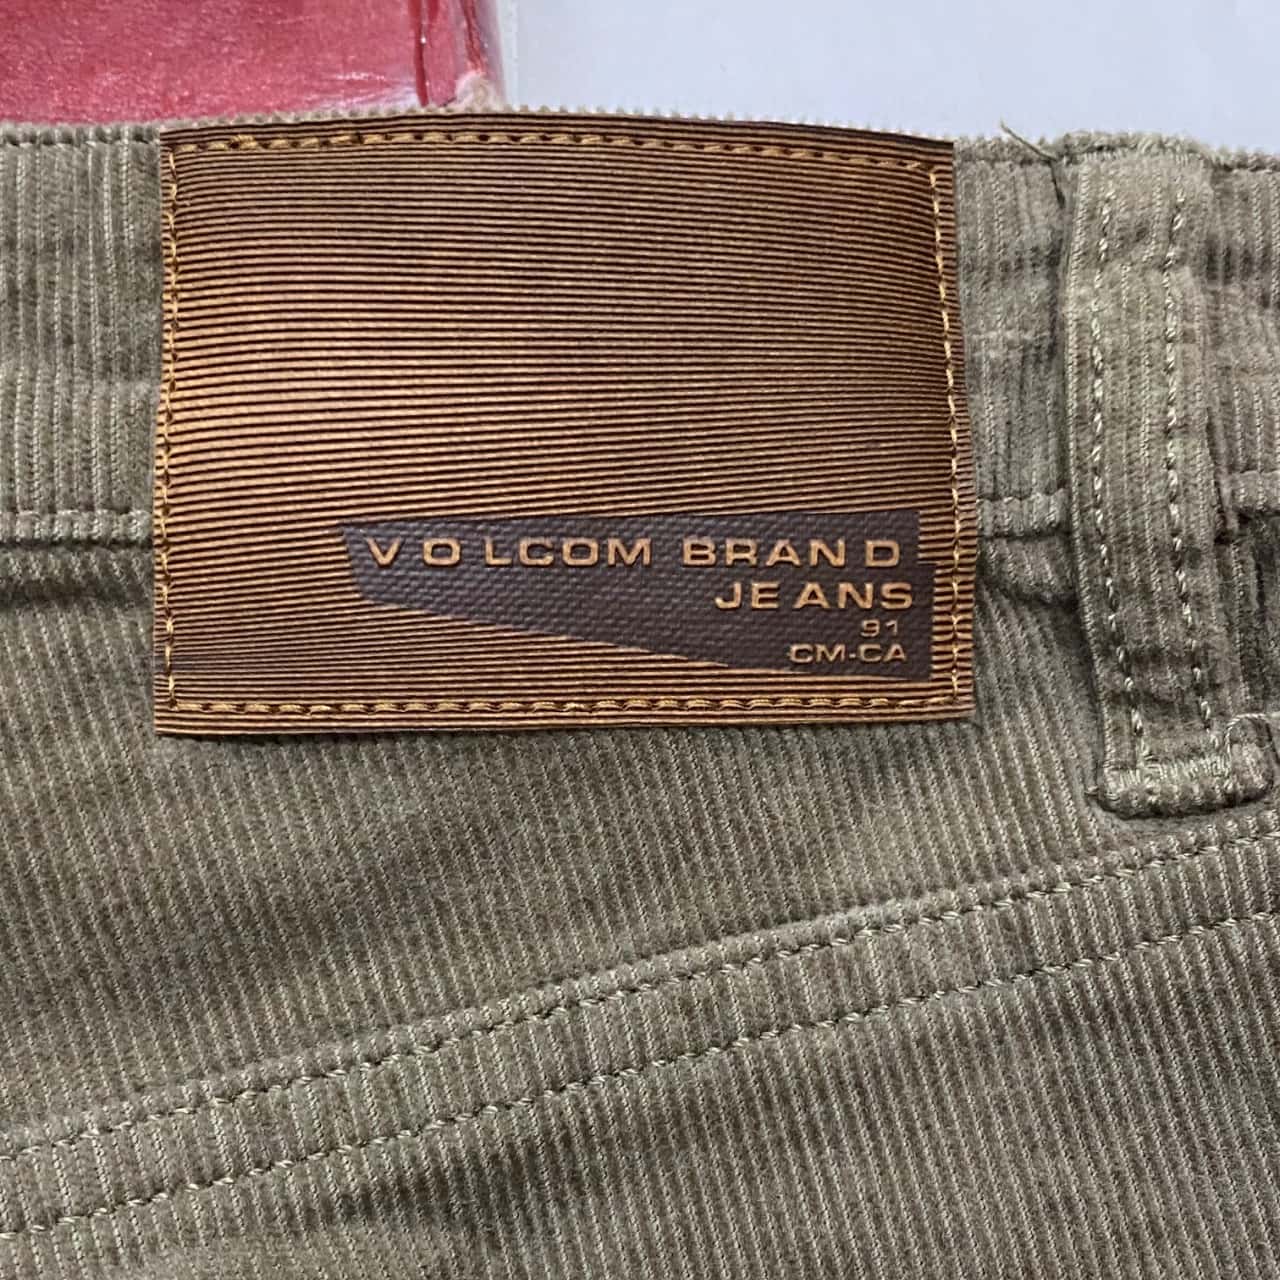 VOLCOM BRAND
JEANS
91
CM-CA